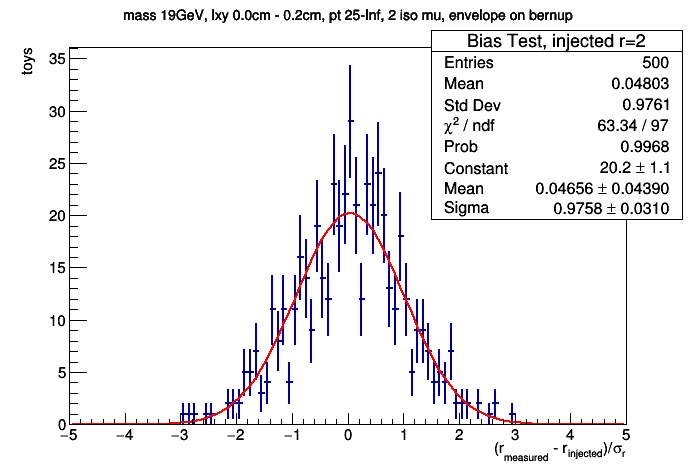 mass 19GeV, lxy 0.0cm - 0.2cm, pt 25-Inf, 2 iso mu, envelope on bernup
Bias Test, injected r=2
Entries 500
Mean 0.04803
Std Dev 0.9761
χ² / ndf 63.34 / 97
Prob 0.9968
Constant 20.2 ± 1.1
Mean 0.04656 ± 0.04390
Sigma 0.9758 ± 0.0310
toys
35
30
25
20
15
10
5
0
−5 −4 −3 −2 −1 0 1 2 3 4 5
(r_measured - r_injected)/σ_r